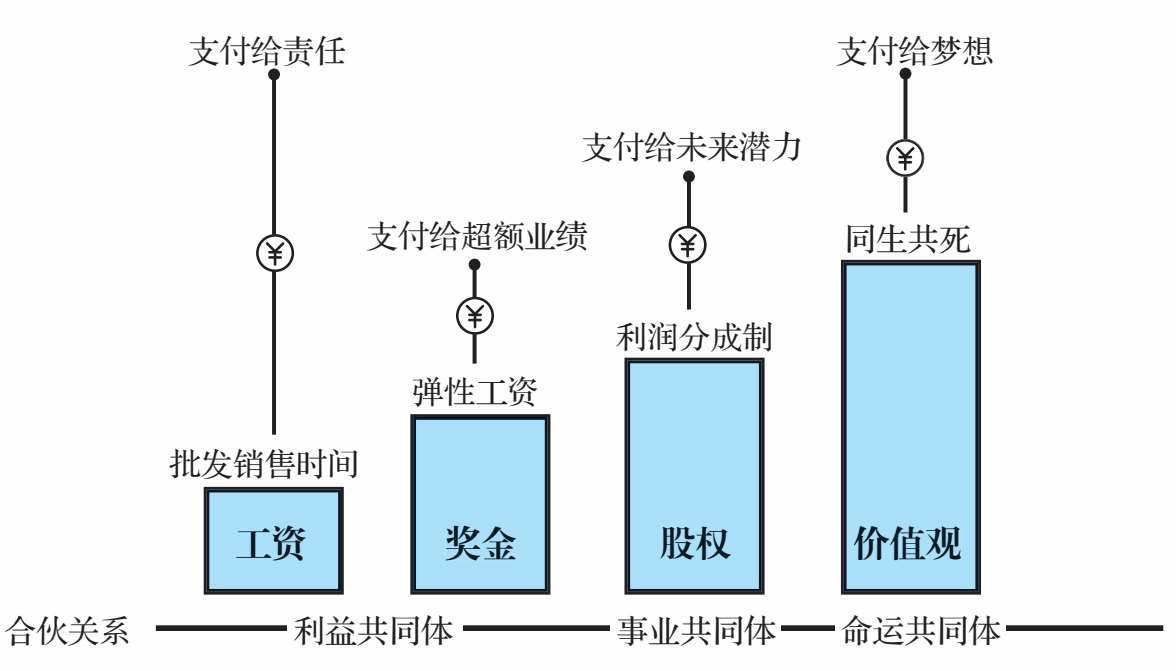 支付给责任
支付给梦想
支付给未来潜力
支付给超额业绩
¥
¥
¥
¥
同生共死
利润分成制
弹性工资
批发销售时间
工资
奖金
股权
价值观
合伙关系
利益共同体
事业共同体
命运共同体